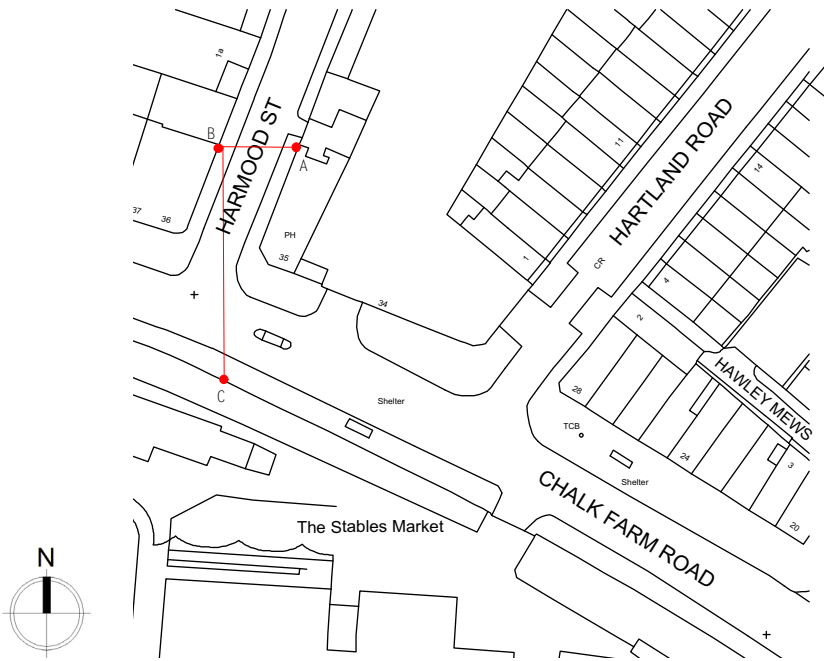 1a
HARMOOD ST
B
A
11
HARTLAND ROAD
14
37
36
PH
35
1
CR
4
34
2
HAWLEY MEWS
C
Shelter
28
TCB
24
3
Shelter
20
CHALK FARM ROAD
The Stables Market
N